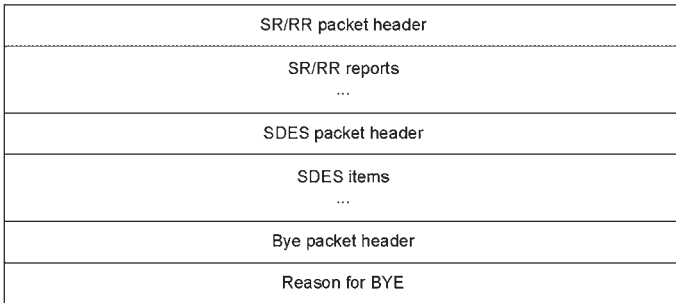 SR/RR packet header
SR/RR reports
...
SDES packet header
SDES items
...
Bye packet header
Reason for BYE